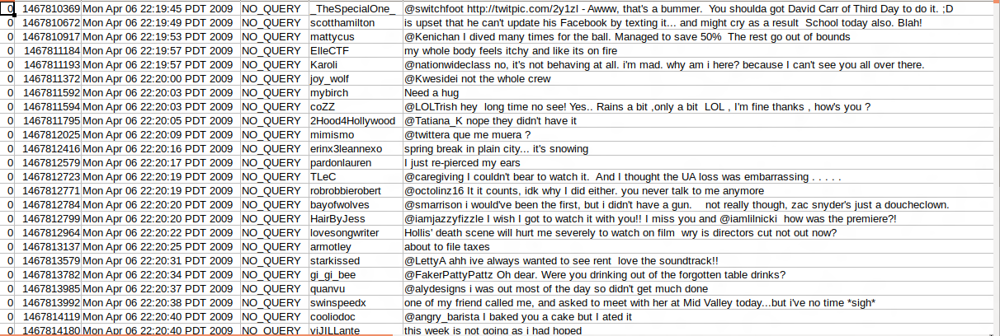 0 1467810369 Mon Apr 06 22:19:45 PDT 2009 NO_QUERY _TheSpecialOne_ @switchfoot http://twitpic.com/2y1zl - Awww, that's a bummer.  You shoulda got David Carr of Third Day to do it. ;D
0 1467810672 Mon Apr 06 22:19:49 PDT 2009 NO_QUERY scotthamilton is upset that he can't update his Facebook by texting it... and might cry as a result  School today also. Blah!
0 1467810917 Mon Apr 06 22:19:53 PDT 2009 NO_QUERY mattycus @Kenichan I dived many times for the ball. Managed to save 50%  The rest go out of bounds
0 1467811184 Mon Apr 06 22:19:57 PDT 2009 NO_QUERY ElleCTF my whole body feels itchy and like its on fire
0 1467811193 Mon Apr 06 22:19:57 PDT 2009 NO_QUERY Karoli @nationwideclass no, it's not behaving at all. i'm mad. why am i here? because I can't see you all over there.
0 1467811372 Mon Apr 06 22:20:00 PDT 2009 NO_QUERY joy_wolf @Kwesidei not the whole crew
0 1467811592 Mon Apr 06 22:20:03 PDT 2009 NO_QUERY mybirch Need a hug
0 1467811594 Mon Apr 06 22:20:03 PDT 2009 NO_QUERY coZZ @LOLTrish hey  long time no see! Yes.. Rains a bit ,only a bit  LOL , I'm fine thanks , how's you ?
0 1467811795 Mon Apr 06 22:20:05 PDT 2009 NO_QUERY 2Hood4Hollywood @Tatiana_K nope they didn't have it
0 1467812025 Mon Apr 06 22:20:09 PDT 2009 NO_QUERY mimismo @twittera que me muera ?
0 1467812416 Mon Apr 06 22:20:16 PDT 2009 NO_QUERY erinx3leannexo spring break in plain city... it's snowing
0 1467812579 Mon Apr 06 22:20:17 PDT 2009 NO_QUERY pardonlauren I just re-pierced my ears
0 1467812723 Mon Apr 06 22:20:19 PDT 2009 NO_QUERY TLeC @caregiving I couldn't bear to watch it.  And I thought the UA loss was embarrassing . . . . .
0 1467812771 Mon Apr 06 22:20:19 PDT 2009 NO_QUERY robrobbierobert @octolinz16 It it counts, idk why I did either. you never talk to me anymore
0 1467812784 Mon Apr 06 22:20:20 PDT 2009 NO_QUERY bayofwolves @smarrison i would've been the first, but i didn't have a gun.    not really though, zac snyder's just a doucheclown.
0 1467812799 Mon Apr 06 22:20:20 PDT 2009 NO_QUERY HairByJess @iamjazzyfizzle I wish I got to watch it with you!! I miss you and @iamlilnicki  how was the premiere?!
0 1467812964 Mon Apr 06 22:20:22 PDT 2009 NO_QUERY lovesongwriter Hollis' death scene will hurt me severely to watch on film  wry is directors cut not out now?
0 1467813137 Mon Apr 06 22:20:25 PDT 2009 NO_QUERY armotley about to file taxes
0 1467813579 Mon Apr 06 22:20:31 PDT 2009 NO_QUERY starkissed @LettyA ahh ive always wanted to see rent  love the soundtrack!!
0 1467813782 Mon Apr 06 22:20:34 PDT 2009 NO_QUERY gi_gi_bee @FakerPattyPattz Oh dear. Were you drinking out of the forgotten table drinks?
0 1467813985 Mon Apr 06 22:20:37 PDT 2009 NO_QUERY quanvu @alydesigns i was out most of the day so didn't get much done
0 1467813992 Mon Apr 06 22:20:38 PDT 2009 NO_QUERY swinspeedx one of my friend called me, and asked to meet with her at Mid Valley today...but i've no time *sigh*
0 1467814119 Mon Apr 06 22:20:40 PDT 2009 NO_QUERY cooliodoc @angry_barista I baked you a cake but I ated it
0 1467814180 Mon Apr 06 22:20:40 PDT 2009 NO_QUERY viJILLante this week is not going as i had hoped